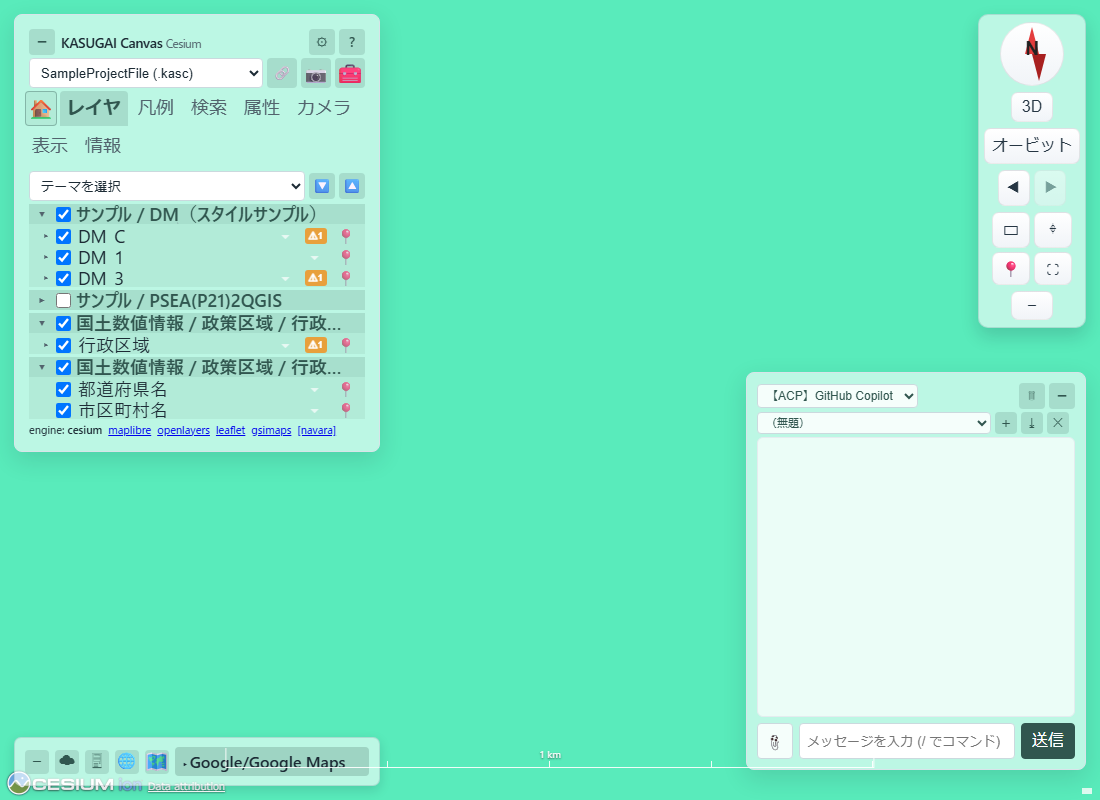 KASUGAI Canvas Cesium
?
SampleProjectFile (.kasc)
レイヤ 凡例 検索 属性 カメラ
表示 情報
テーマを選択
サンプル / DM（スタイルサンプル）
DM C
1
DM 1
DM 3
1
サンプル / PSEA(P21)2QGIS
国土数値情報 / 政策区域 / 行政...
行政区域
1
国土数値情報 / 政策区域 / 行政...
都道府県名
市区町村名
engine: cesium maplibre openlayers leaflet gsimaps [navara]
N
3D
オービット
【ACP】GitHub Copilot
（無題）
メッセージを入力 (/ でコマンド)
送信
Google/Google Maps
1 km
CESIUM ion Data attribution